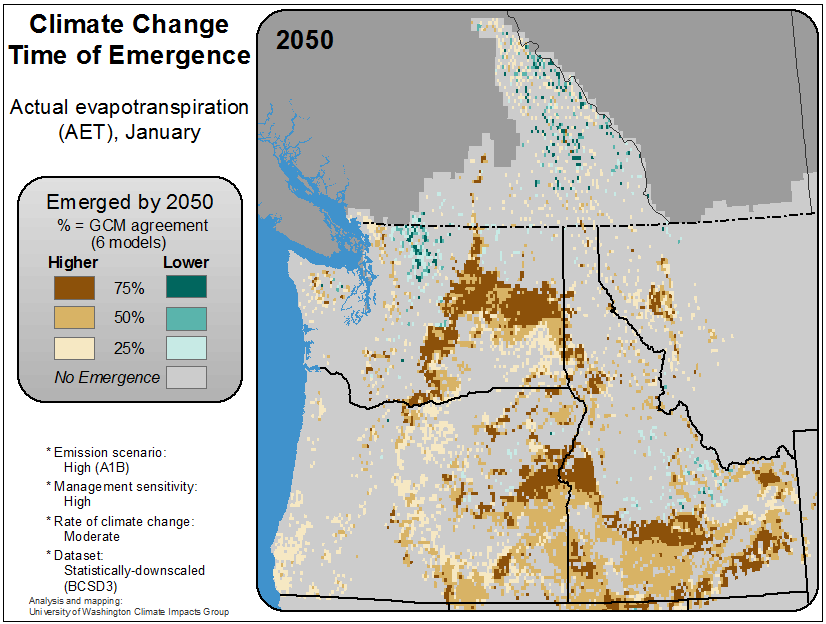 Climate Change
Time of Emergence
Actual evapotranspiration
(AET), January
Emerged by 2050
% = GCM agreement
(6 models)
Higher Lower
75%
50%
25%
No Emergence
* Emission scenario:
High (A1B)
* Management sensitivity:
High
* Rate of climate change:
Moderate
* Dataset:
Statistically-downscaled
(BCSD3)
Analysis and mapping:
University of Washington Climate Impacts Group
2050